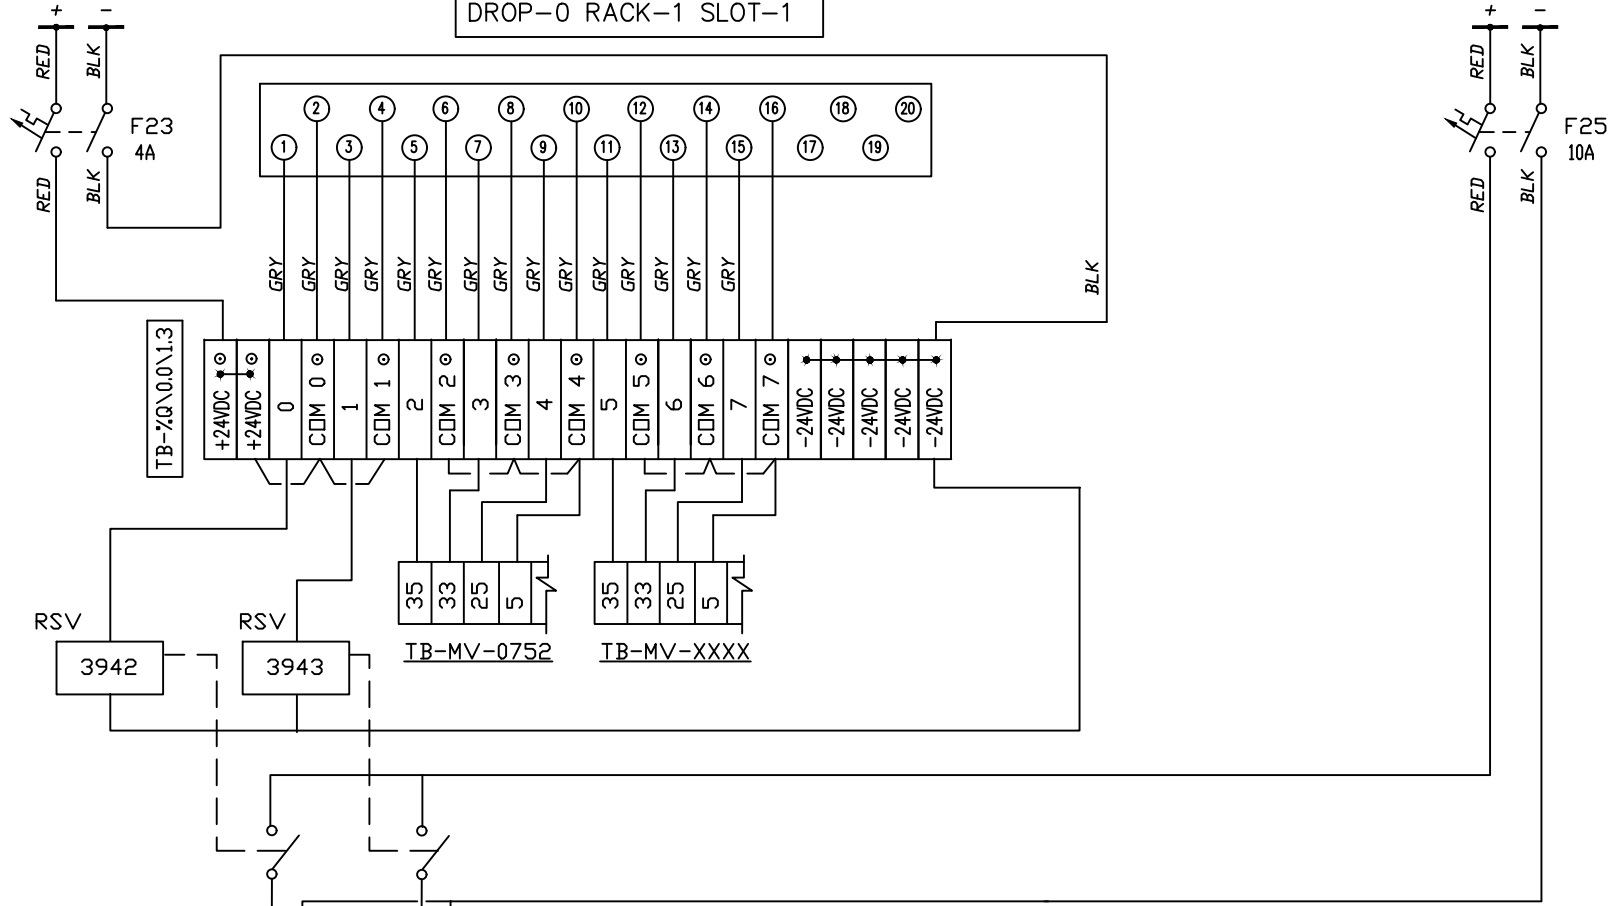 DROP-0 RACK-1 SLOT-1
+ -
+ -
RED BLK
RED BLK
F23
4A
F25
10A
RED BLK
RED BLK
2 4 6 8 10 12 14 16 18 20
1 3 5 7 9 11 13 15 17 19
GRY GRY GRY GRY GRY GRY GRY GRY GRY GRY GRY GRY GRY GRY GRY
BLK
TB-%Q\0.0\1.3
+24VDC
+24VDC
0
COM 0
1
COM 1
2
COM 2
3
COM 3
4
COM 4
5
COM 5
6
COM 6
7
COM 7
-24VDC
-24VDC
-24VDC
-24VDC
-24VDC
35 33 25 5
TB-MV-0752
35 33 25 5
TB-MV-XXXX
RSV
3942
RSV
3943